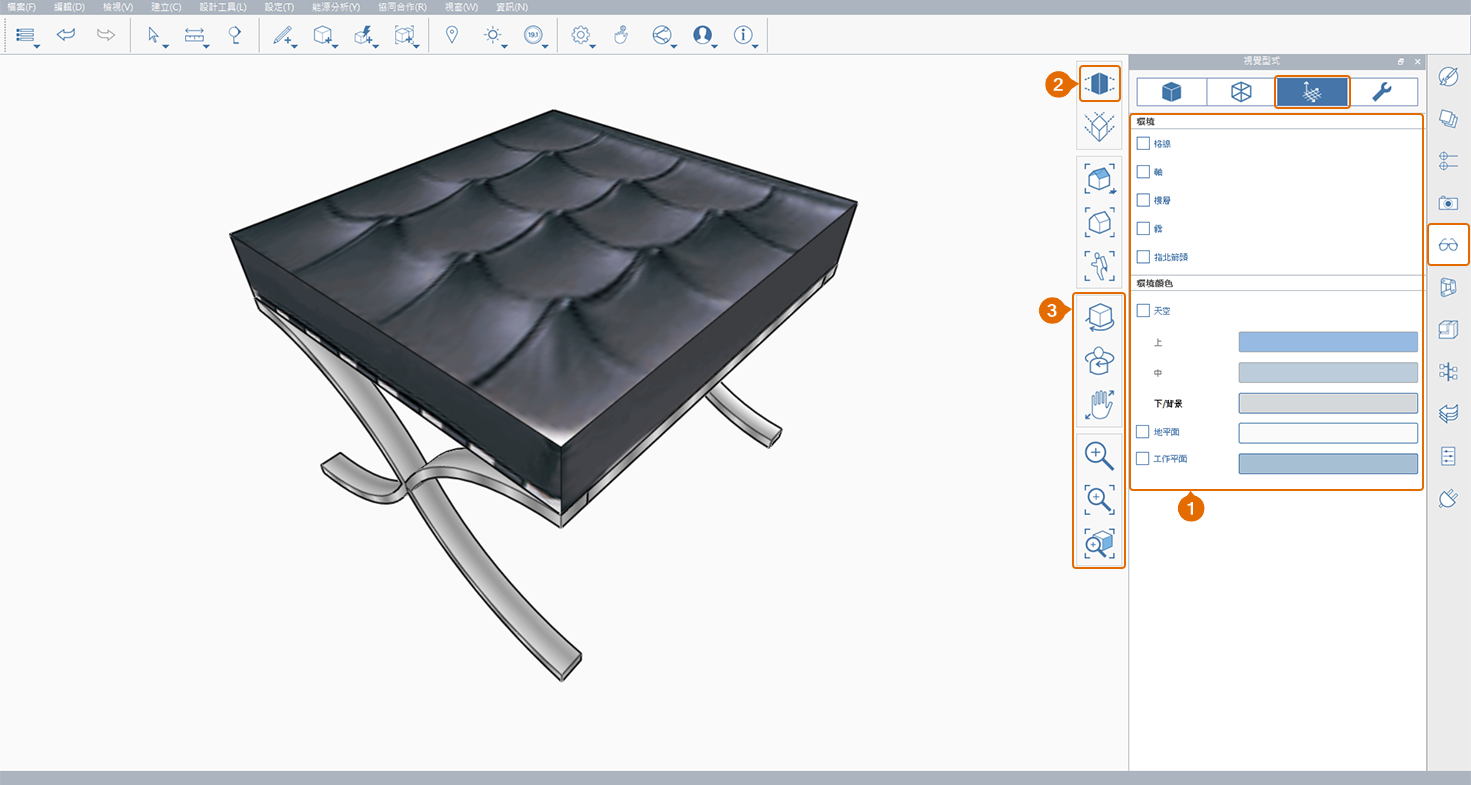 檔案(F) 編輯(D) 檢視(V) 建立(C) 設計工具(L) 設定(T) 能源分析(Y) 協同合作(R) 視窗(W) 資訊(N)
191
視覺型式
2
環境
格線
軸
樓層
霧
指北箭頭
環境顏色
3
天空
上
中
下/背景
地平面
工作平面
1